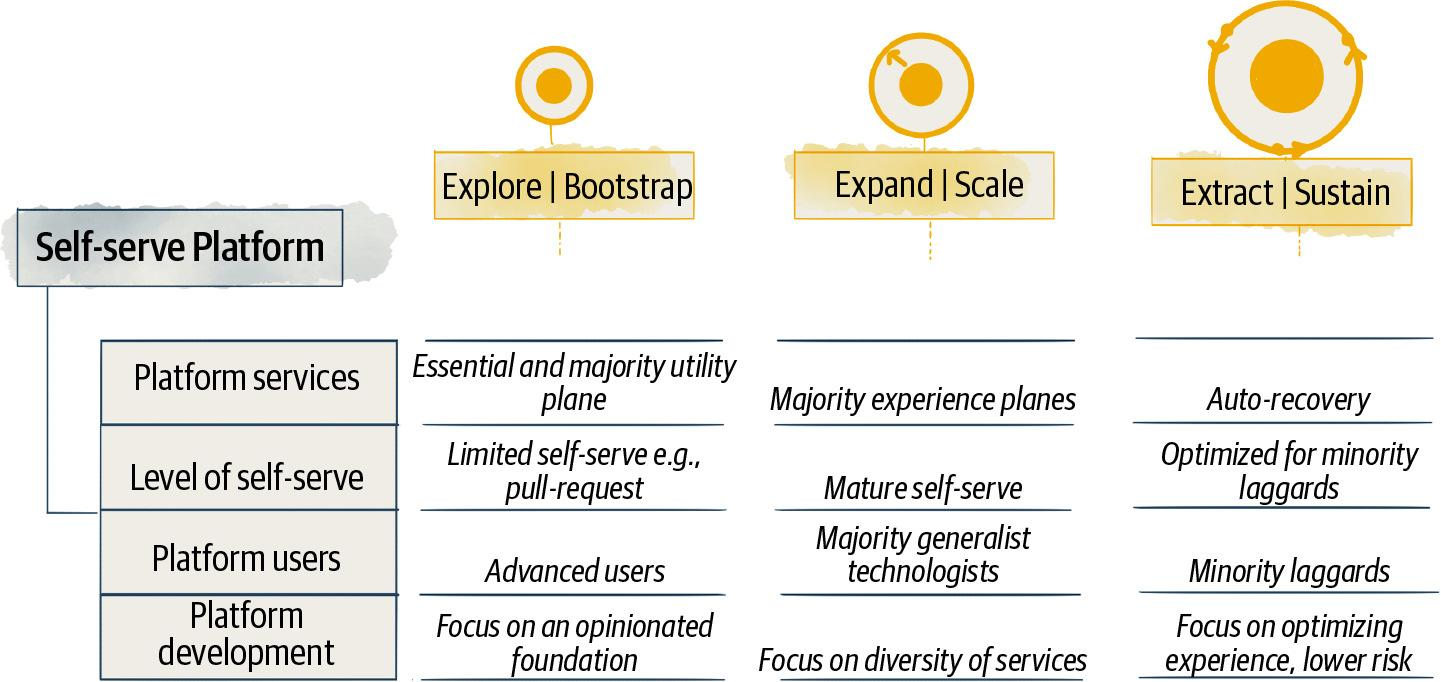 Explore | Bootstrap
Expand | Scale
Extract | Sustain
Self-serve Platform
Platform services
Essential and majority utility
plane
Majority experience planes
Auto-recovery
Level of self-serve
Limited self-serve e.g.,
pull-request
Mature self-serve
Optimized for minority
laggards
Platform users
Advanced users
Majority generalist
technologists
Minority laggards
Platform
development
Focus on an opinionated
foundation
Focus on diversity of services
Focus on optimizing
experience, lower risk